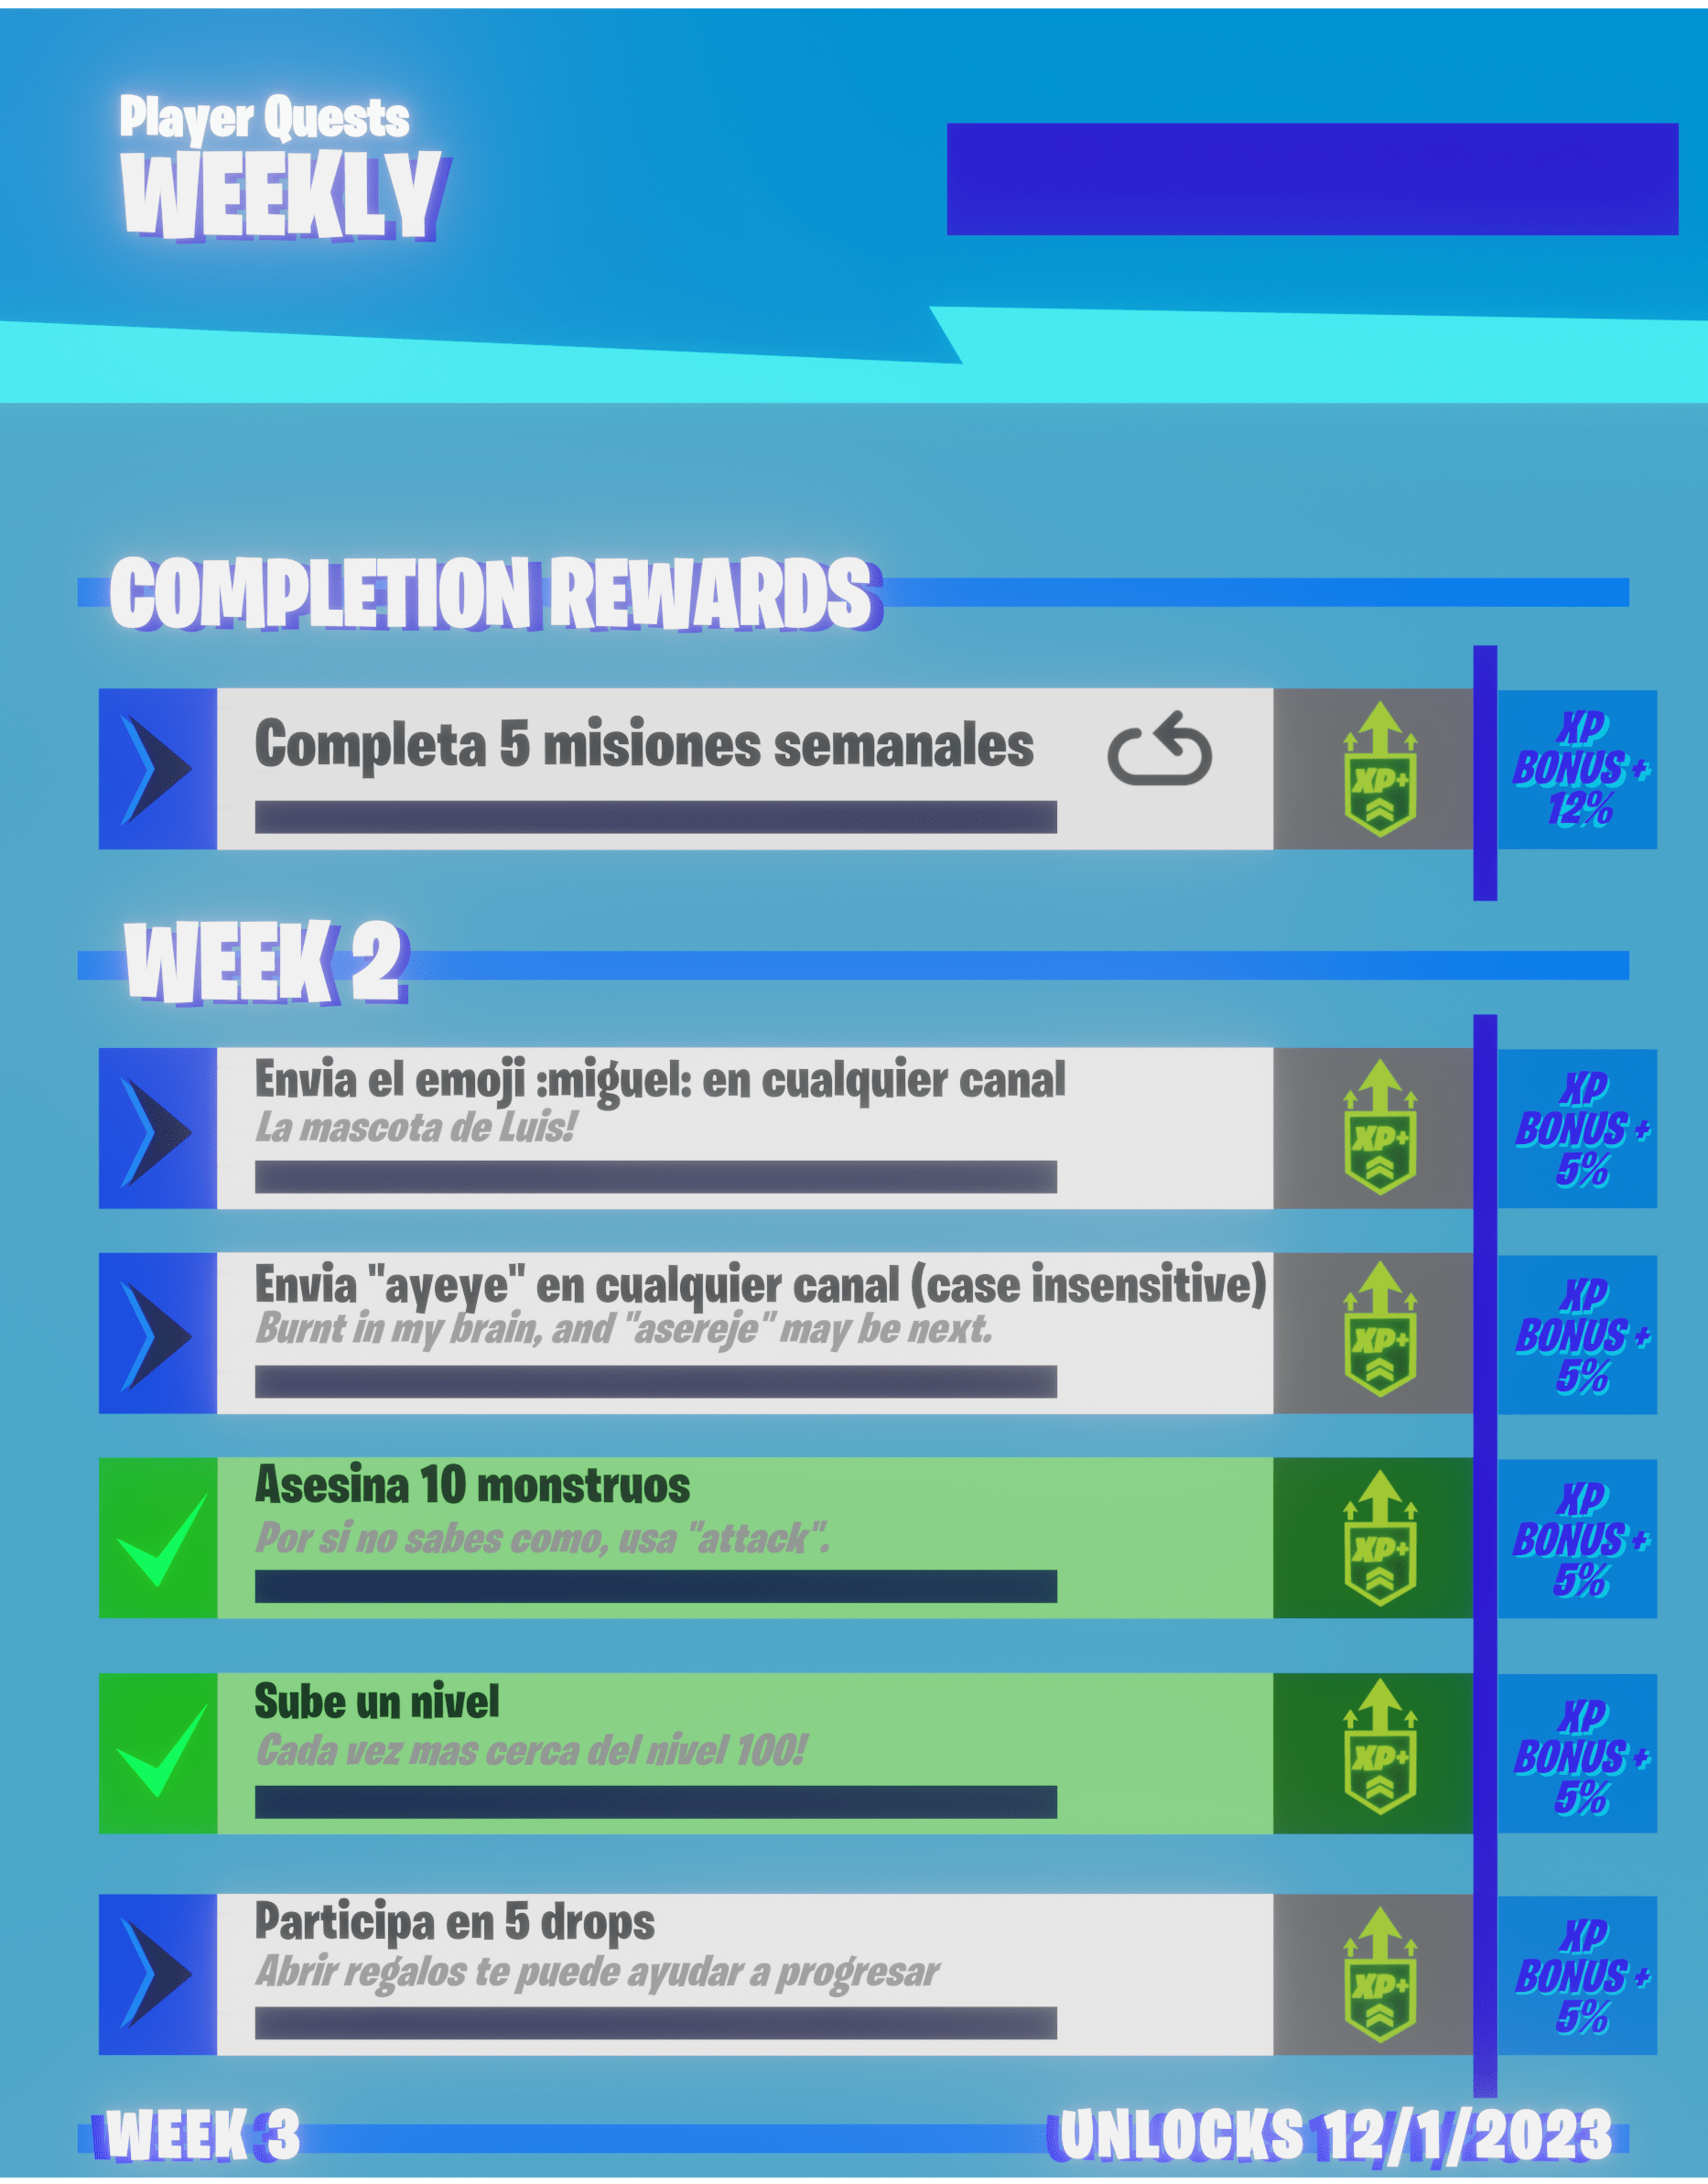 Player Quests
WEEKLY
COMPLETION REWARDS
Completa 5 misiones semanales
XP+
XP
BONUS +
12%
WEEK 2
Envia el emoji :miguel: en cualquier canal
La mascota de Luis!
XP+
XP
BONUS +
5%
Envia "ayeye" en cualquier canal (case insensitive)
Burnt in my brain, and "asereje" may be next.
XP+
XP
BONUS +
5%
Asesina 10 monstruos
Por si no sabes como, usa "attack".
XP+
XP
BONUS +
5%
Sube un nivel
Cada vez mas cerca del nivel 100!
XP+
XP
BONUS +
5%
Participa en 5 drops
Abrir regalos te puede ayudar a progresar
XP+
XP
BONUS +
5%
WEEK 3 UNLOCKS 12/1/2023